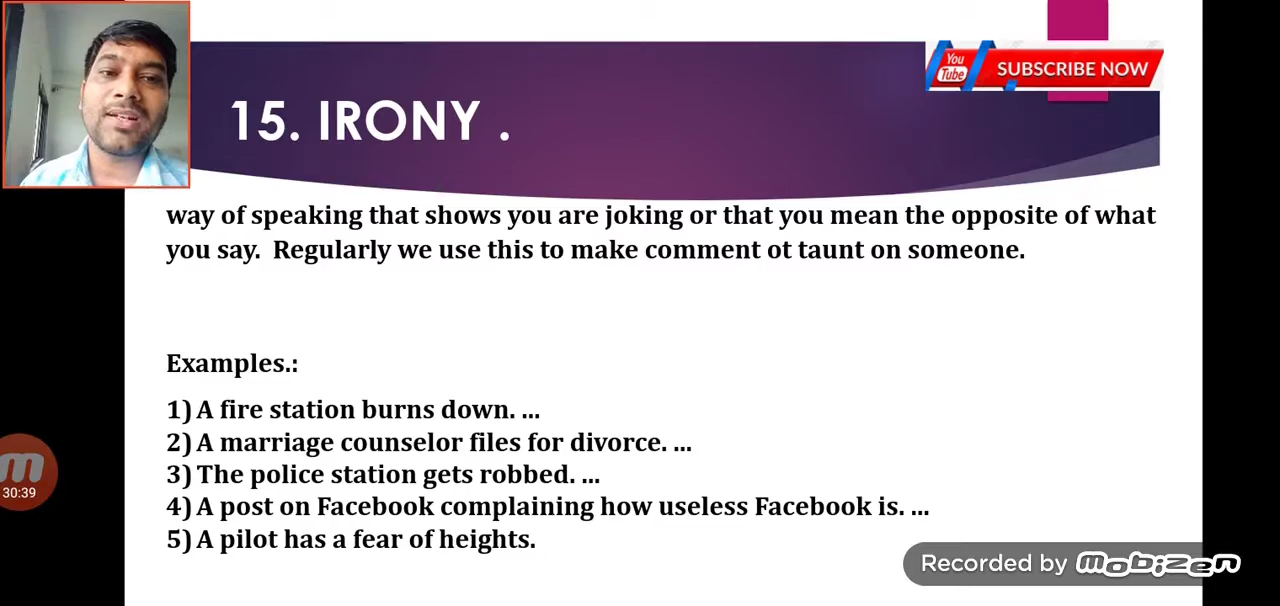 You
Tube
SUBSCRIBE NOW
15. IRONY .
way of speaking that shows you are joking or that you mean the opposite of what
you say.  Regularly we use this to make comment ot taunt on someone.
Examples.:
1) A fire station burns down. ...
2) A marriage counselor files for divorce. ...
3) The police station gets robbed. ...
4) A post on Facebook complaining how useless Facebook is. ...
5) A pilot has a fear of heights.
m
30:39
Recorded by Mobizen